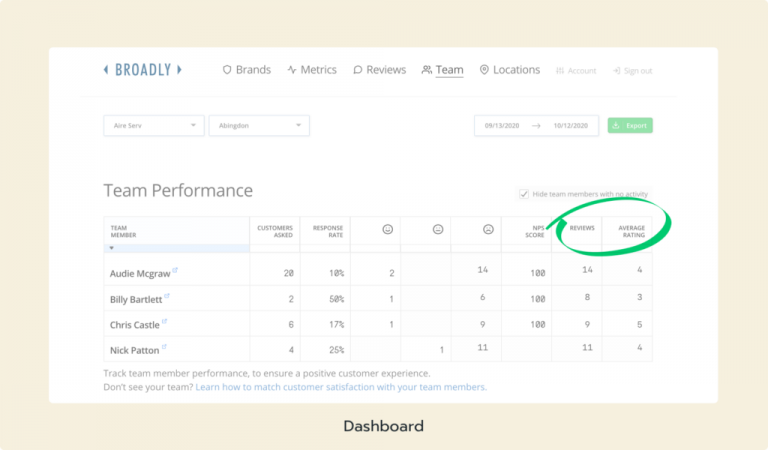 BROADLY Brands Metrics Reviews Team Locations Account Sign out
Aire Serv Abingdon 09/13/2020 → 10/12/2020 Export
Team Performance
Hide team members with no activity
TEAM MEMBER CUSTOMERS ASKED RESPONSE RATE NPS SCORE REVIEWS AVERAGE RATING
Audie Mcgraw 20 10% 2 14 100 14 4
Billy Bartlett 2 50% 1 6 100 8 3
Chris Castle 6 17% 1 9 100 9 5
Nick Patton 4 25% 1 11 11 4
Track team member performance, to ensure a positive customer experience.
Don't see your team? Learn how to match customer satisfaction with your team members.
Dashboard